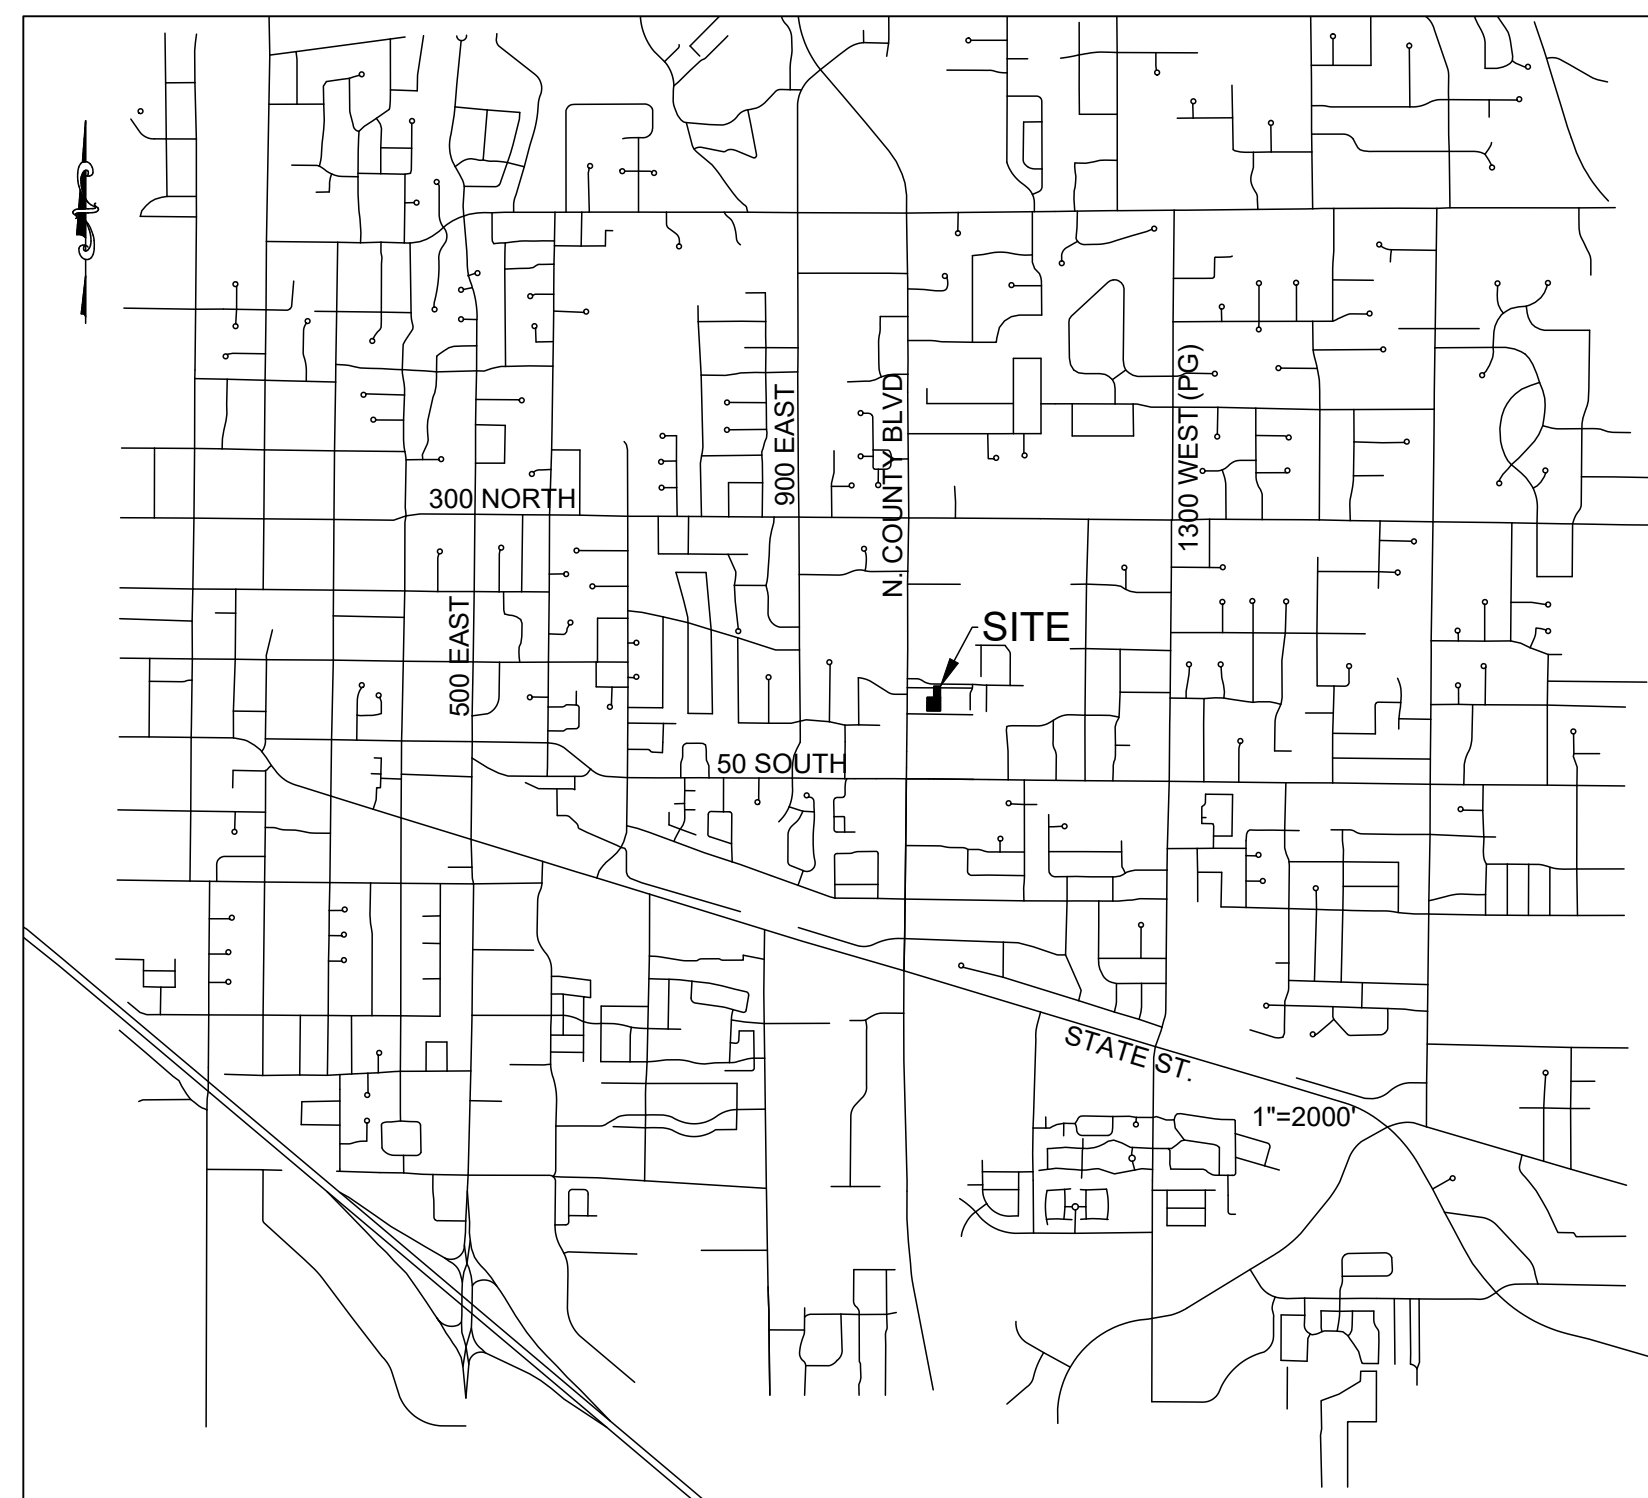 900 EAST
N. COUNTY BLVD
1300 WEST (PG)
300 NORTH
500 EAST
SITE
50 SOUTH
STATE ST.
1"=2000'